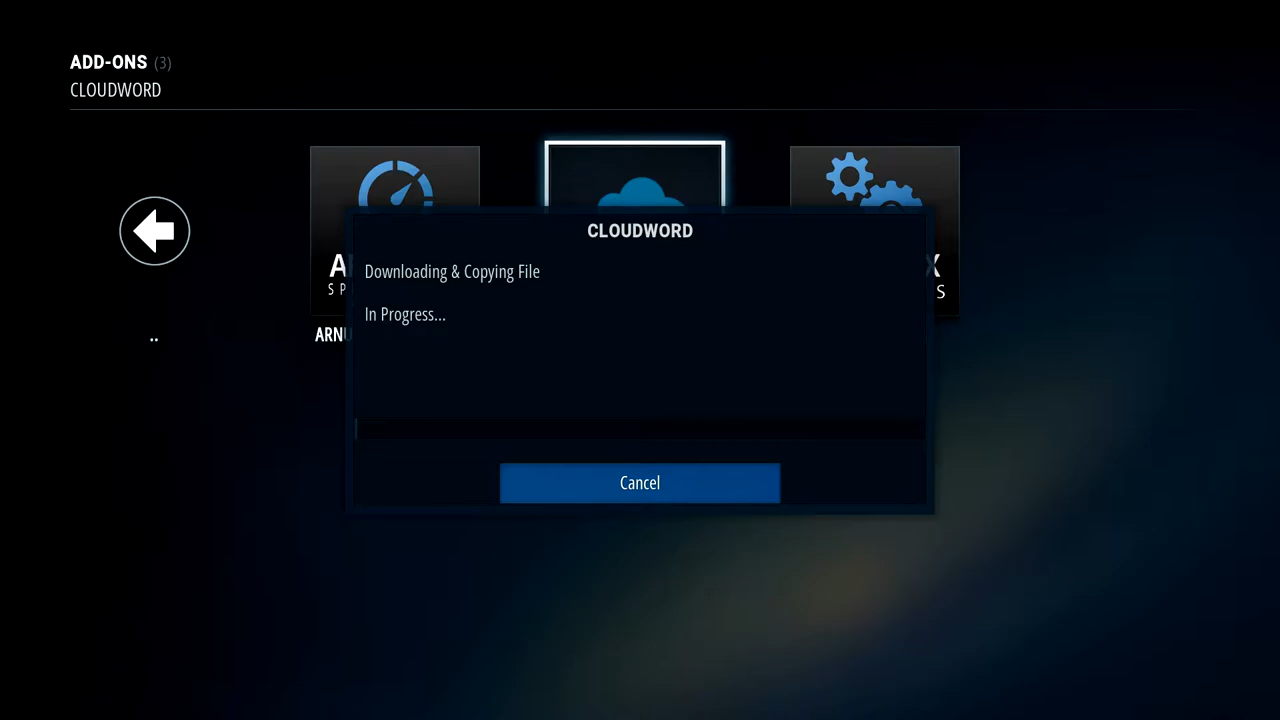 ADD-ONS (3)
CLOUDWORD
CLOUDWORD
Downloading & Copying File
In Progress...
Cancel
..